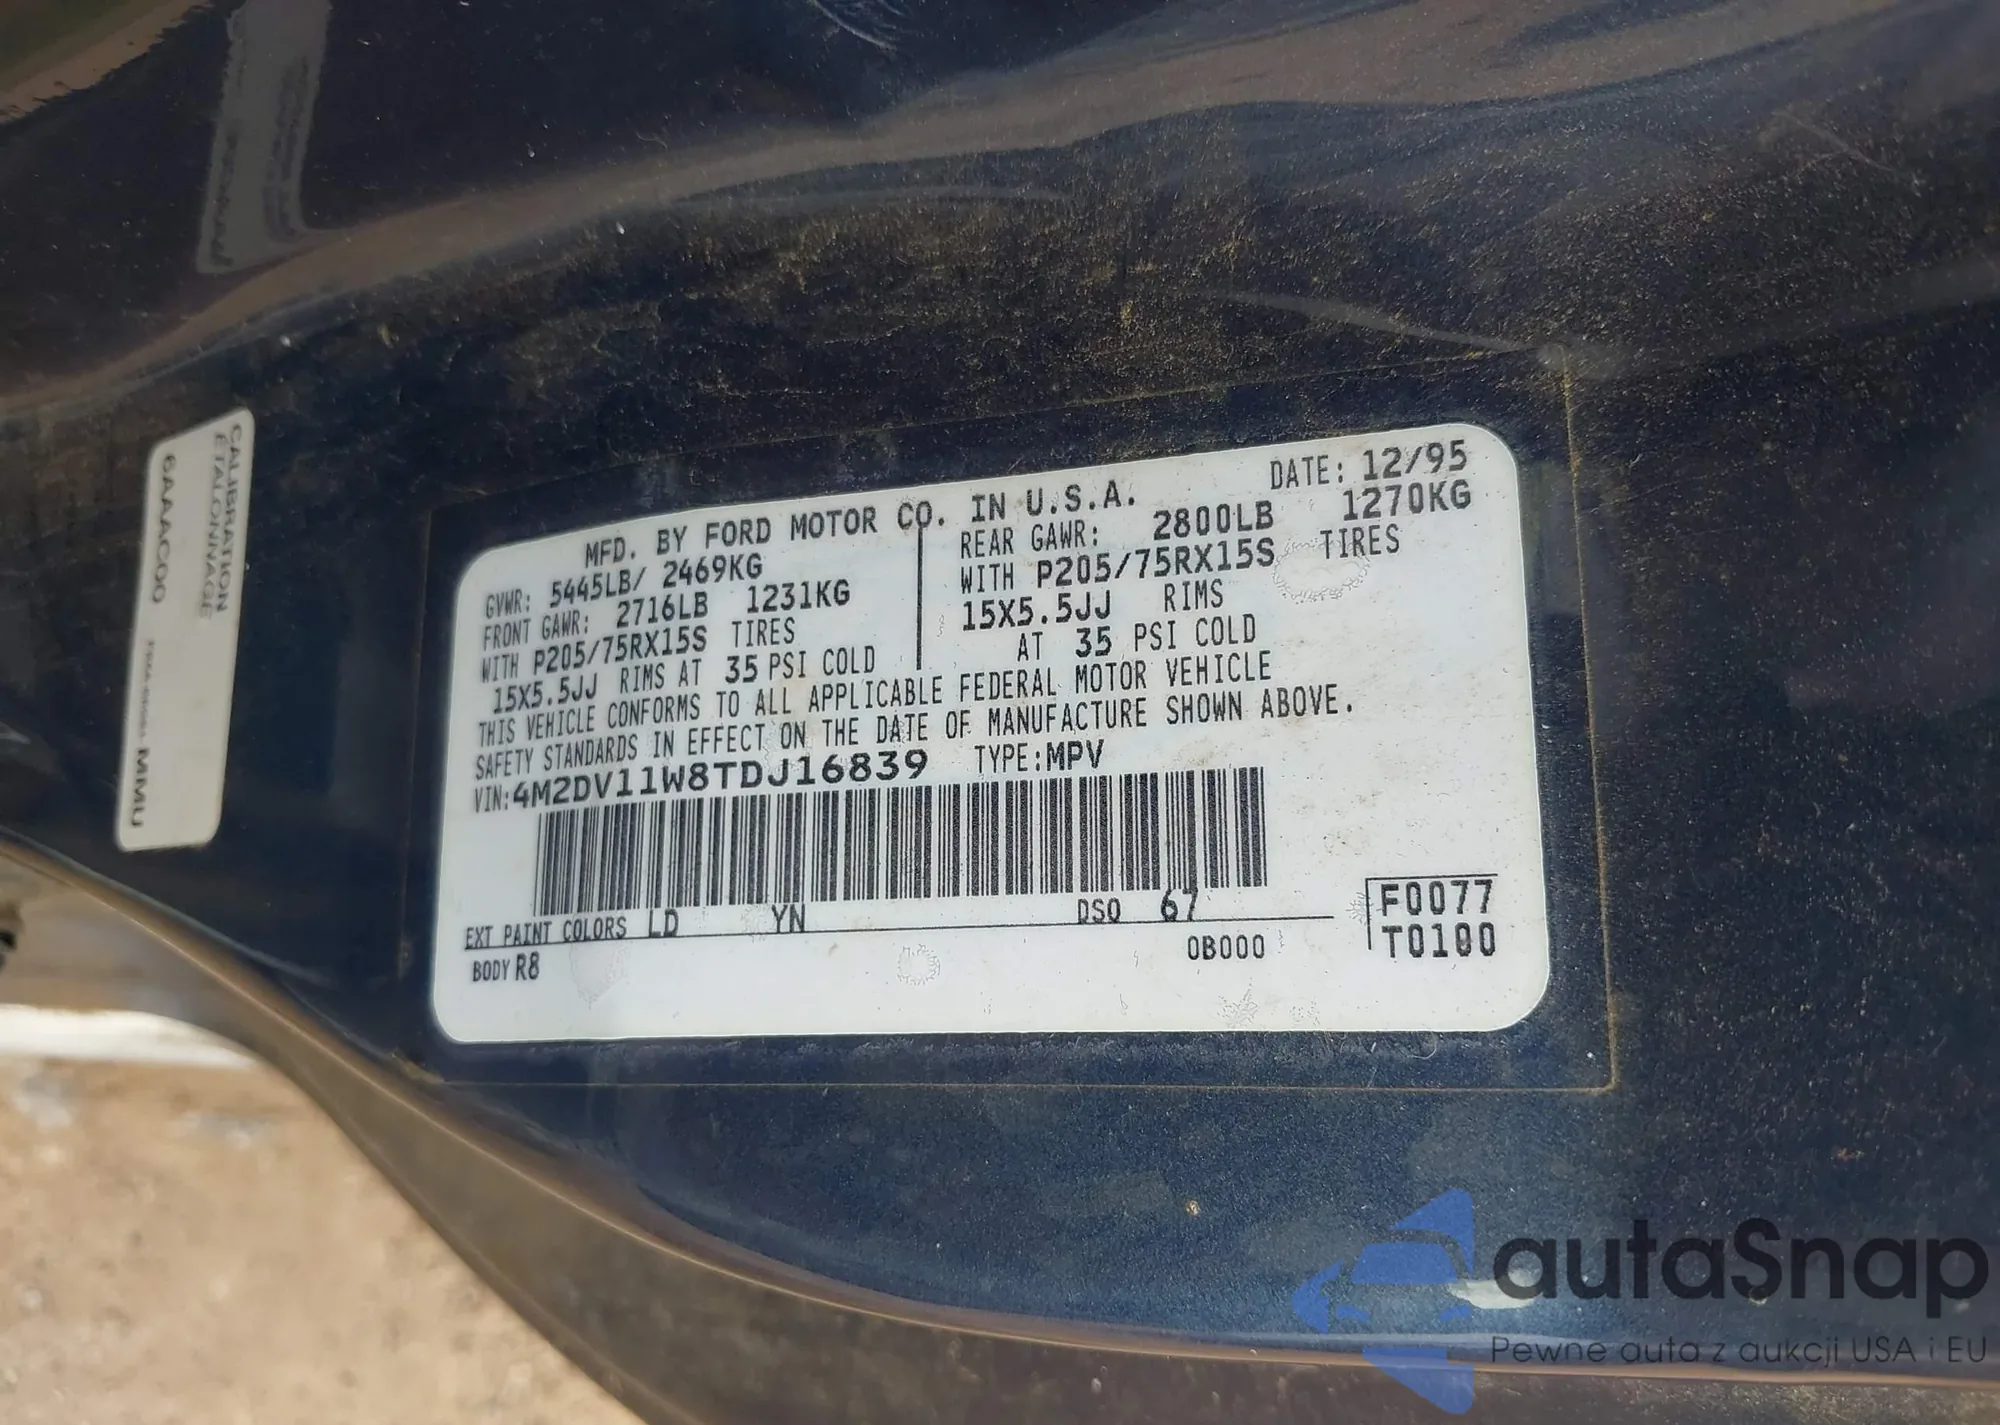 CALIBRATION
ÉTALONNAGE
6AAAC00
MMU
MFD. BY FORD MOTOR CO. IN U.S.A.
DATE: 12/95
GVWR: 5445LB/ 2469KG
FRONT GAWR: 2716LB 1231KG
WITH P205/75RX15S TIRES
15X5.5JJ RIMS AT 35 PSI COLD
REAR GAWR: 2800LB 1270KG
WITH P205/75RX15S TIRES
15X5.5JJ RIMS
AT 35 PSI COLD
THIS VEHICLE CONFORMS TO ALL APPLICABLE FEDERAL MOTOR VEHICLE
SAFETY STANDARDS IN EFFECT ON THE DATE OF MANUFACTURE SHOWN ABOVE.
VIN: 4M2DV11W8TDJ16839 TYPE: MPV
EXT PAINT COLORS LD YN DSO 67
BODY R8 0B000
F0077
T0100
autaSnap
Pewne auta z aukcji USA i EU